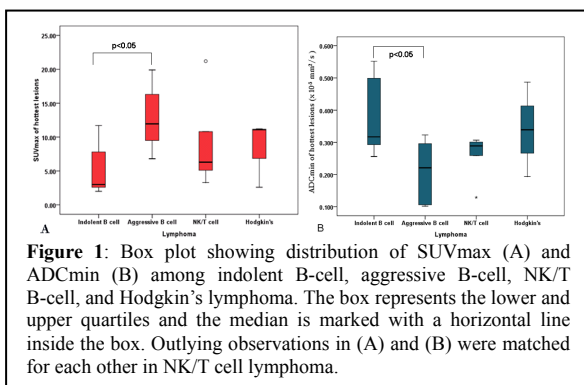 p<0.05
25.00
20.00
15.00
10.00
5.00
0.00
SUVmax of hottest lesions
Indolent B cell Aggressive B cell NK/T cell Hodgkin's
Lymphoma
A
p<0.05
0.600
0.500
0.400
0.300
0.200
0.100
ADCmin of hottest lesions (x 10⁻³ mm²/s)
Indolent B cell Aggressive B cell NK/T cell Hodgkin's
Lymphoma
B
Figure 1: Box plot showing distribution of SUVmax (A) and
ADCmin (B) among indolent B-cell, aggressive B-cell, NK/T
B-cell, and Hodgkin's lymphoma. The box represents the lower and
upper quartiles and the median is marked with a horizontal line
inside the box. Outlying observations in (A) and (B) were matched
for each other in NK/T cell lymphoma.